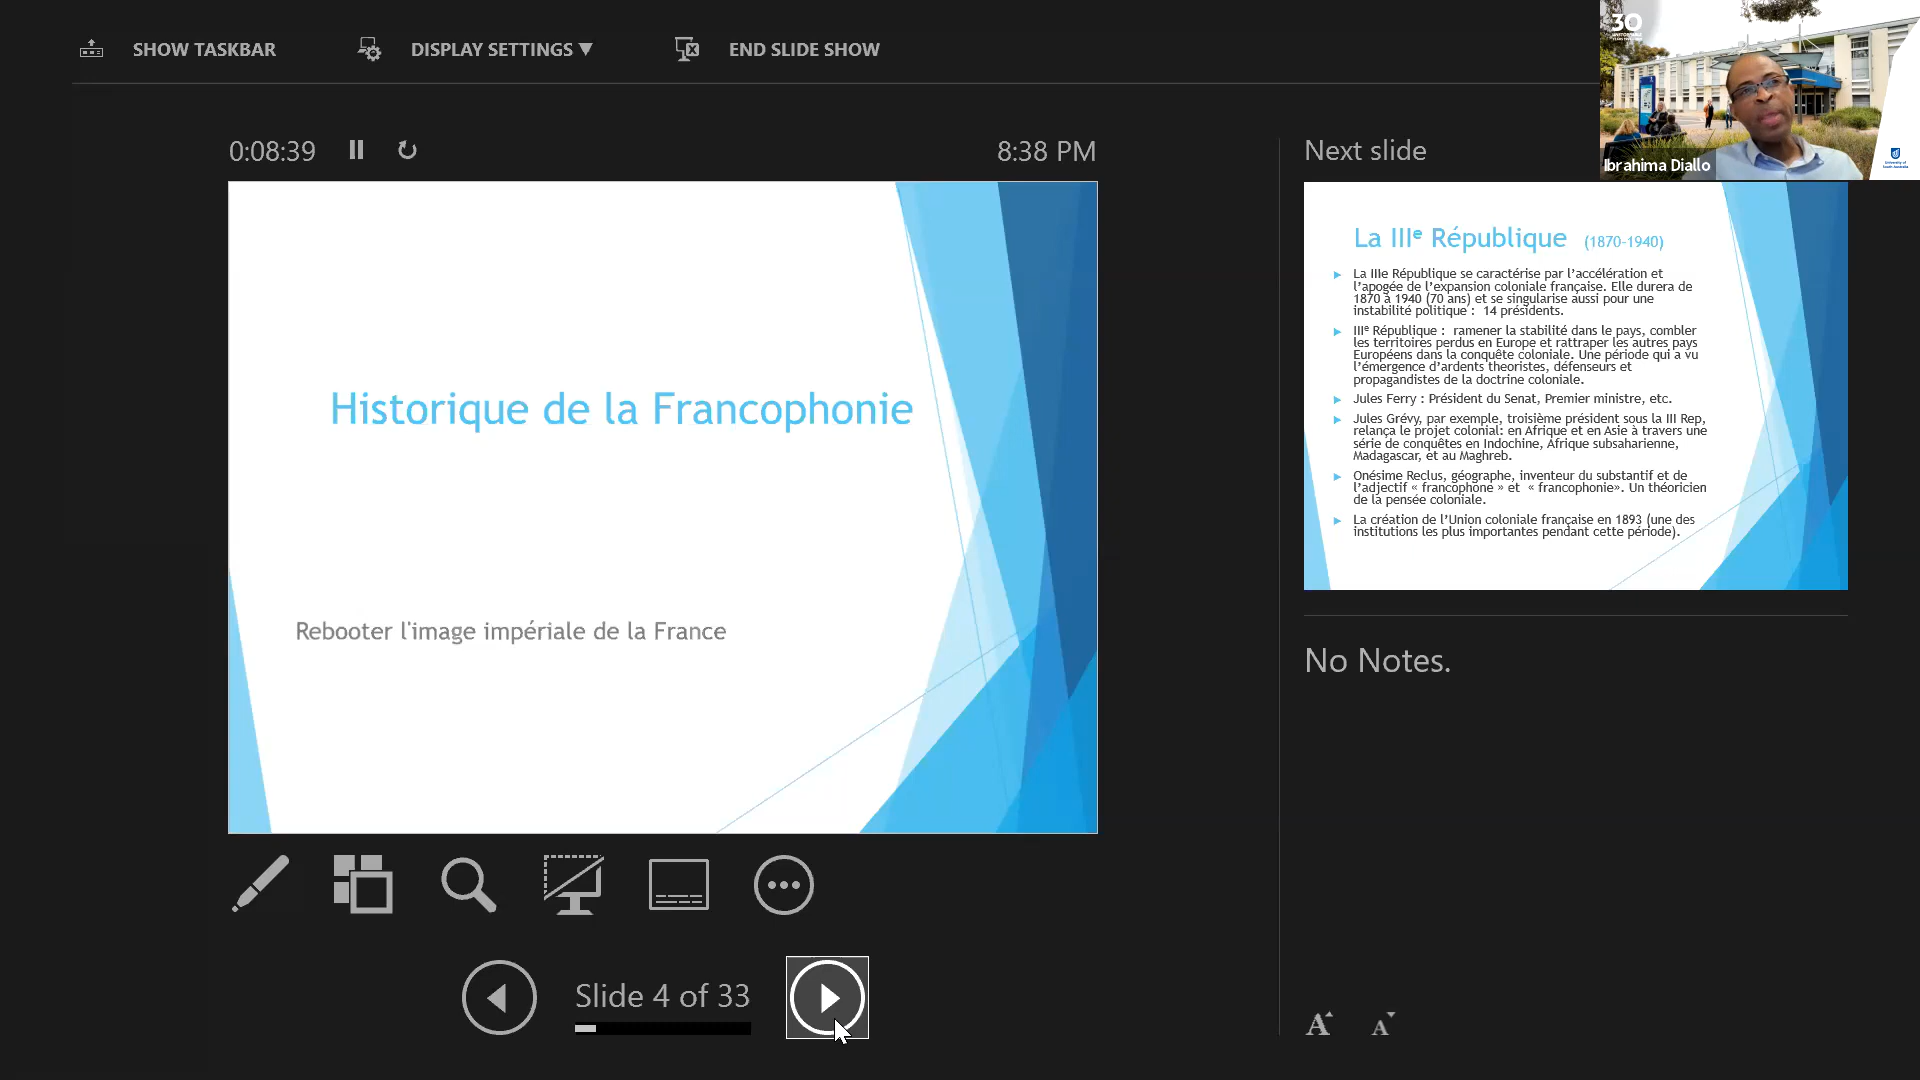 SHOW TASKBAR
DISPLAY SETTINGS ▼
END SLIDE SHOW
30
Ibrahima Diallo
University of
South Australia
0:08:39
8:38 PM
Next slide
Historique de la Francophonie
Rebooter l'image impériale de la France
La IIIe République (1870-1940)
La IIIe République se caractérise par l’accélération et
l’apogée de l’expansion coloniale française. Elle durera de
1870 à 1940 (70 ans) et se singularise aussi pour une
instabilité politique : 14 présidents.
IIIe République : ramener la stabilité dans le pays, combler
les territoires perdus en Europe et rattraper les autres pays
Européens dans la conquête coloniale. Une période qui a vu
l’émergence d’ardents theoristes, défenseurs et
propagandistes de la doctrine coloniale.
Jules Ferry : Président du Senat, Premier ministre, etc.
Jules Grévy, par exemple, troisième président sous la III Rep,
relança le projet colonial: en Afrique et en Asie à travers une
série de conquêtes en Indochine, Afrique subsaharienne,
Madagascar, et au Maghreb.
Onésime Reclus, géographe, inventeur du substantif et de
l’adjectif « francophone » et « francophonie». Un théoricien
de la pensée coloniale.
La création de l’Union coloniale française en 1893 (une des
institutions les plus importantes pendant cette période).
No Notes.
Slide 4 of 33
A A